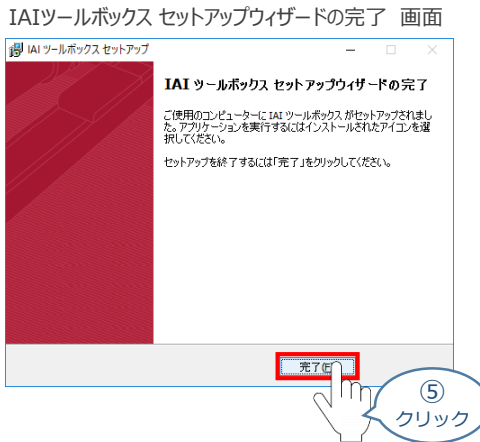 IAIツールボックス セットアップウィザードの完了 画面
IAI ツールボックス セットアップ
IAI ツールボックス セットアップウィザードの完了
ご使用のコンピューターに IAI ツールボックス がセットアップされまし
た。アプリケーションを実行するにはインストールされたアイコンを選
択してください。
セットアップを終了するには「完了」をクリックしてください。
完了(F)
⑤
クリック